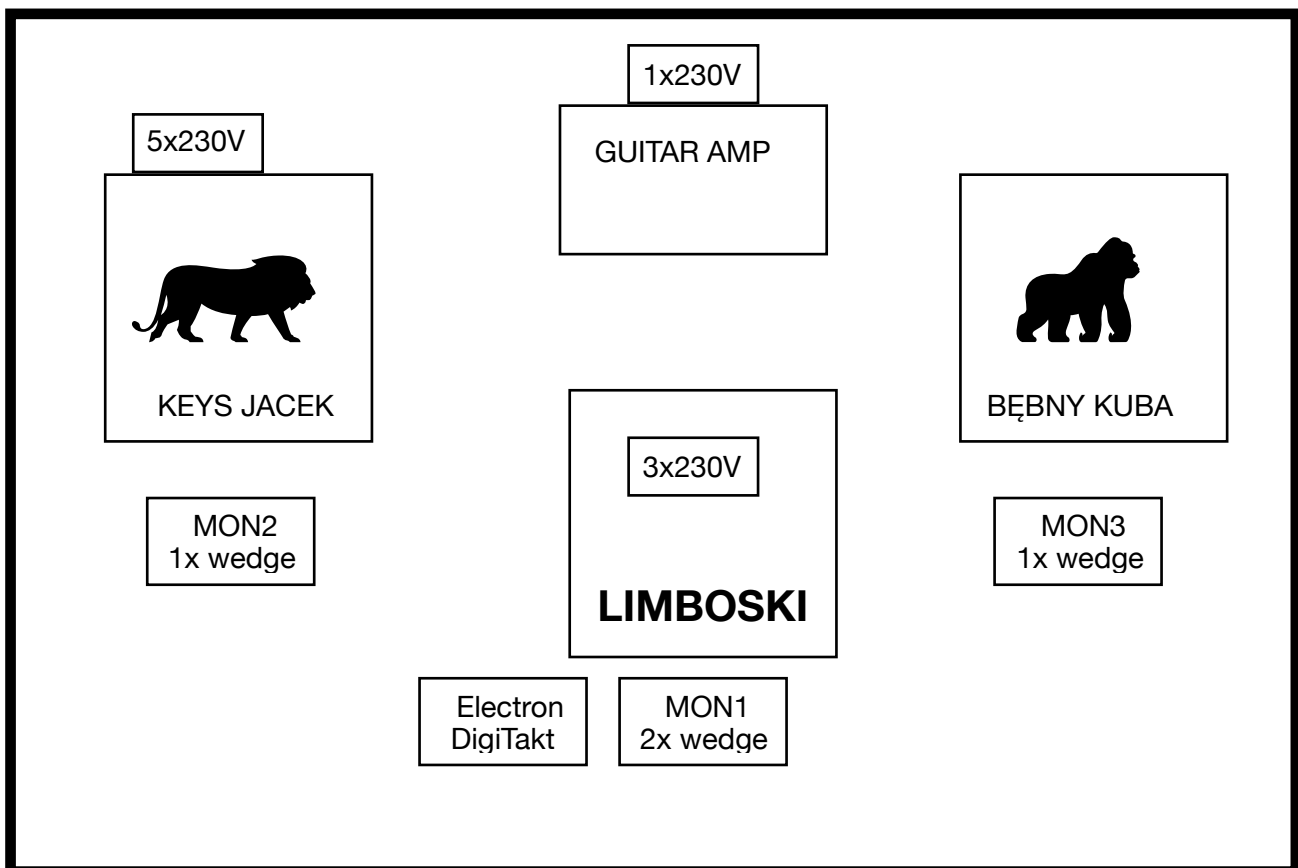 1x230V
5x230V
GUITAR AMP
KEYS JACEK
BĘBNY KUBA
3x230V
MON2
1x wedge
MON3
1x wedge
LIMBOSKI
Electron
DigiTakt
MON1
2x wedge